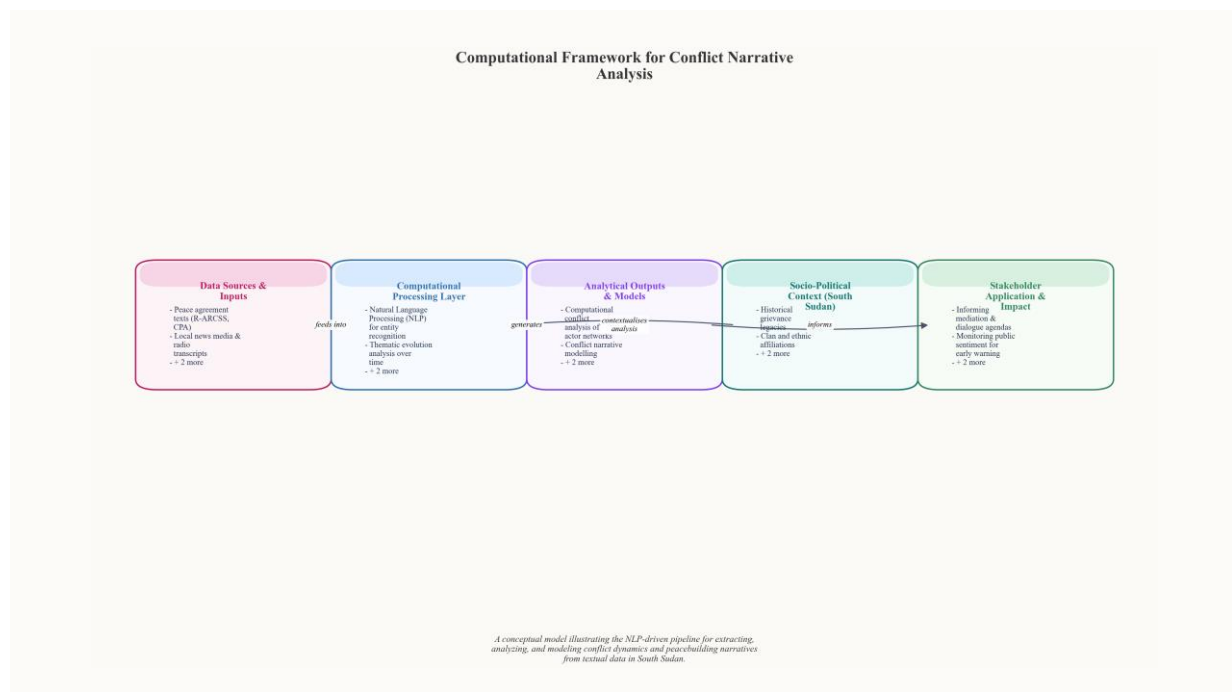 Computational Framework for Conflict Narrative
Analysis
Data Sources &
Inputs
- Peace agreement
texts (R-ARCSS,
CPA)
- Local news media &
radio
transcripts
- + 2 more
feeds into
Computational
Processing Layer
- Natural Language
Processing (NLP)
for entity
recognition
- Thematic evolution
analysis over
time
- + 2 more
generates
Analytical Outputs
& Models
- Computational
conflict
analysis of
actor networks
- Conflict narrative
modelling
- + 2 more
contextualises
analysis
Socio-Political
Context (South
Sudan)
- Historical
grievance
legacies
- Clan and ethnic
affiliations
- + 2 more
informs
Stakeholder
Application &
Impact
- Informing
mediation &
dialogue agendas
- Monitoring public
sentiment for
early warning
- + 2 more
A conceptual model illustrating the NLP-driven pipeline for extracting,
analyzing, and modeling conflict dynamics and peacebuilding narratives
from textual data in South Sudan.